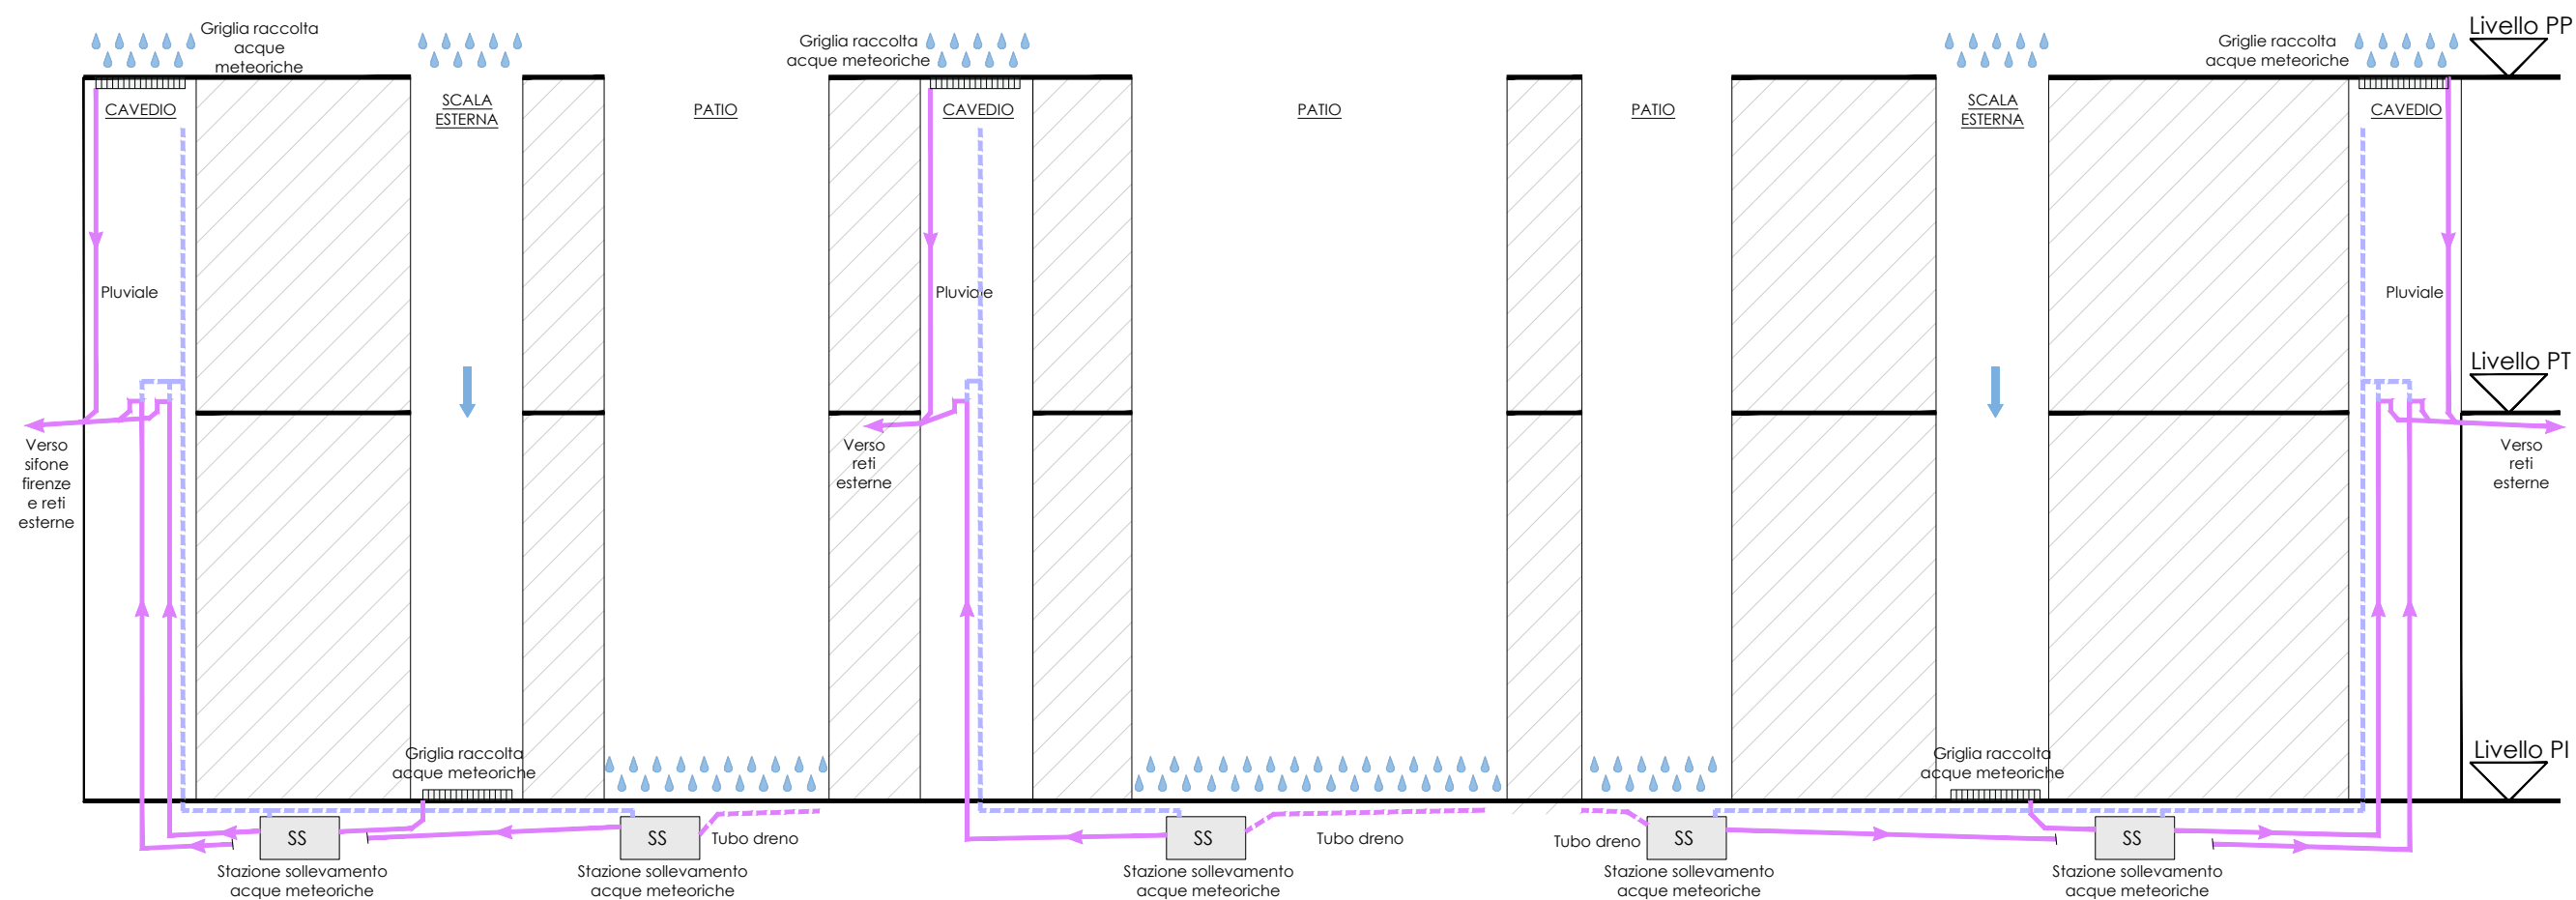 Griglia raccolta
acque
meteoriche
Griglia raccolta
acque meteoriche
Griglie raccolta
acque meteoriche
Livello PP
CAVEDIO
SCALA
ESTERNA
PATIO
CAVEDIO
PATIO
PATIO
SCALA
ESTERNA
CAVEDIO
Pluviale
Pluviale
Pluviale
Livello PT
Verso
sifone
firenze
e reti
esterne
Verso
reti
esterne
Verso
reti
esterne
Griglia raccolta
acque meteoriche
Griglia raccolta
acque meteoriche
Livello PI
SS
SS
Tubo dreno
SS
Tubo dreno
Tubo dreno
SS
SS
Stazione sollevamento
acque meteoriche
Stazione sollevamento
acque meteoriche
Stazione sollevamento
acque meteoriche
Stazione sollevamento
acque meteoriche
Stazione sollevamento
acque meteoriche